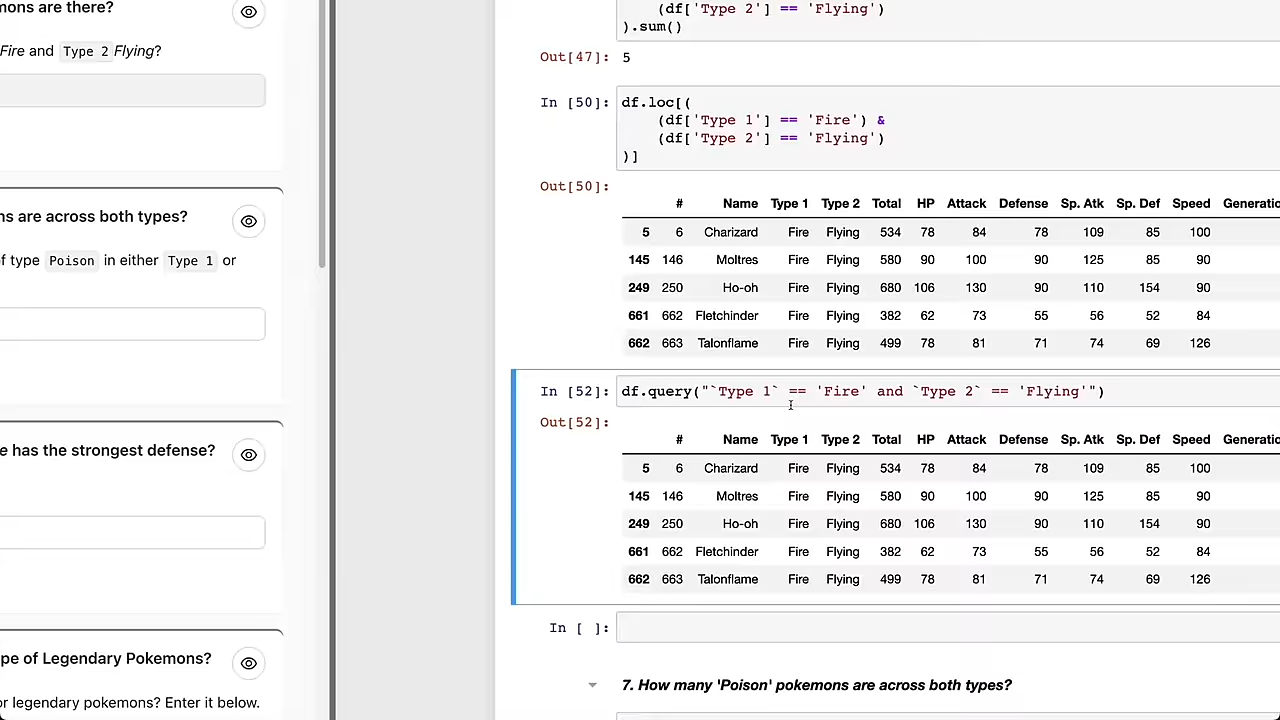 mons are there?
Fire and Type 2 Flying?
ns are across both types?
f type Poison in either Type 1 or
e has the strongest defense?
pe of Legendary Pokemons?
or legendary pokemons? Enter it below.
(df['Type 2'] == 'Flying')
).sum()
Out[47]: 5
In [50]: df.loc[(
(df['Type 1'] == 'Fire') &
(df['Type 2'] == 'Flying')
)]
Out[50]:
# Name Type 1 Type 2 Total HP Attack Defense Sp. Atk Sp. Def Speed Generatio
5 6 Charizard Fire Flying 534 78 84 78 109 85 100
145 146 Moltres Fire Flying 580 90 100 90 125 85 90
249 250 Ho-oh Fire Flying 680 106 130 90 110 154 90
661 662 Fletchinder Fire Flying 382 62 73 55 56 52 84
662 663 Talonflame Fire Flying 499 78 81 71 74 69 126
In [52]: df.query("`Type 1` == 'Fire' and `Type 2` == 'Flying'")
Out[52]:
# Name Type 1 Type 2 Total HP Attack Defense Sp. Atk Sp. Def Speed Generatio
5 6 Charizard Fire Flying 534 78 84 78 109 85 100
145 146 Moltres Fire Flying 580 90 100 90 125 85 90
249 250 Ho-oh Fire Flying 680 106 130 90 110 154 90
661 662 Fletchinder Fire Flying 382 62 73 55 56 52 84
662 663 Talonflame Fire Flying 499 78 81 71 74 69 126
In [ ]:
7. How many 'Poison' pokemons are across both types?